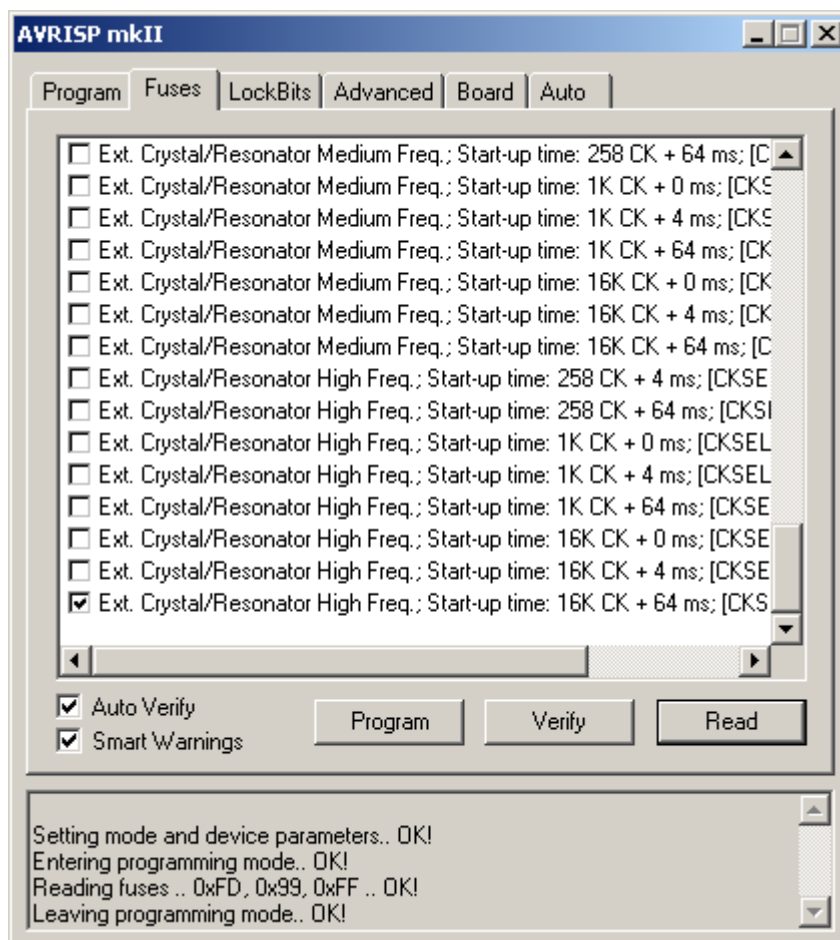 AVRISP mkII
Program Fuses LockBits Advanced Board Auto
Ext. Crystal/Resonator Medium Freq.; Start-up time: 258 CK + 64 ms; [C
Ext. Crystal/Resonator Medium Freq.; Start-up time: 1K CK + 0 ms; [CKS
Ext. Crystal/Resonator Medium Freq.; Start-up time: 1K CK + 4 ms; [CKS
Ext. Crystal/Resonator Medium Freq.; Start-up time: 1K CK + 64 ms; [CK
Ext. Crystal/Resonator Medium Freq.; Start-up time: 16K CK + 0 ms; [CK
Ext. Crystal/Resonator Medium Freq.; Start-up time: 16K CK + 4 ms; [CK
Ext. Crystal/Resonator Medium Freq.; Start-up time: 16K CK + 64 ms; [C
Ext. Crystal/Resonator High Freq.; Start-up time: 258 CK + 4 ms; [CKSE
Ext. Crystal/Resonator High Freq.; Start-up time: 258 CK + 64 ms; [CKSI
Ext. Crystal/Resonator High Freq.; Start-up time: 1K CK + 0 ms; [CKSEL
Ext. Crystal/Resonator High Freq.; Start-up time: 1K CK + 4 ms; [CKSEL
Ext. Crystal/Resonator High Freq.; Start-up time: 1K CK + 64 ms; [CKSE
Ext. Crystal/Resonator High Freq.; Start-up time: 16K CK + 0 ms; [CKSE
Ext. Crystal/Resonator High Freq.; Start-up time: 16K CK + 4 ms; [CKSE
Ext. Crystal/Resonator High Freq.; Start-up time: 16K CK + 64 ms; [CKS
Auto Verify
Smart Warnings
Program Verify Read
Setting mode and device parameters.. OK!
Entering programming mode.. OK!
Reading fuses .. 0xFD, 0x99, 0xFF .. OK!
Leaving programming mode.. OK!